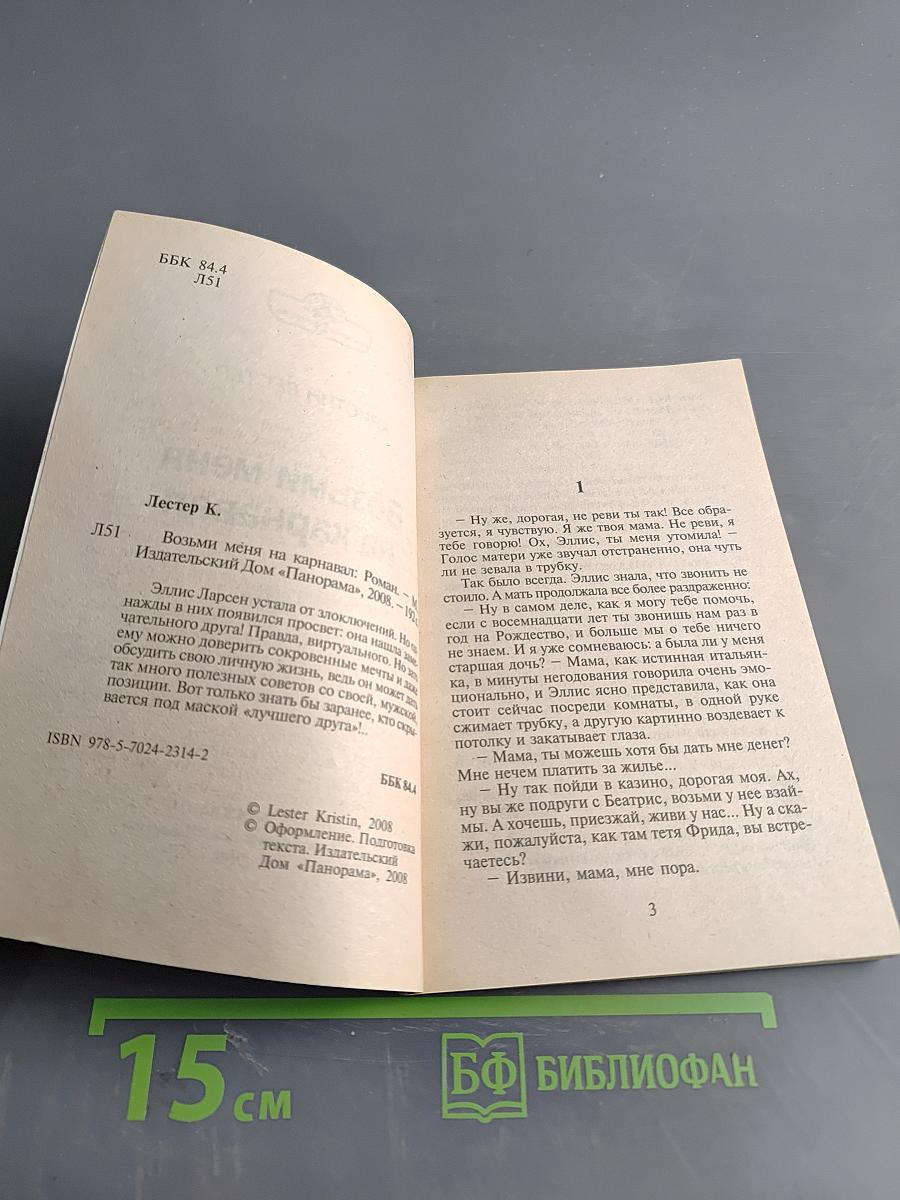 ББК 84.4
Л51
Лестер К.
Л51 Возьми меня на карнавал: Роман. – М.
Издательский Дом «Панорама», 2008. – 192
Эллис Ларсен устала от злоключений. Но од-
нажды в них появился просвет: она нашла заме-
чательного друга! Правда, виртуального. Но зато
ему можно доверить сокровенные мечты и даже
обсудить свою личную жизнь, ведь он может дать
так много полезных советов со своей, мужской,
позиции. Вот только знать бы заранее, кто скры-
вается под маской «лучшего друга»!..
ISBN 978-5-7024-2314-2
ББК 84.4
© Lester Kristin, 2008
© Оформление. Подготовка
текста. Издательский
Дом «Панорама», 2008
1
— Ну же, дорогая, не реви ты так! Все обра-
зуется, я чувствую. Я же твоя мама. Не реви, я
тебе говорю! Ох, Эллис, ты меня утомила! —
Голос матери уже звучал отстраненно, она чуть
ли не зевала в трубку.
Так было всегда. Эллис знала, что звонить не
стоило. А мать продолжала все более раздраженно:
— Ну в самом деле, как я могу тебе помочь,
если с восемнадцати лет ты звонишь нам раз в
год на Рождество, и больше мы о тебе ничего
не знаем. И я уже сомневаюсь: а была ли у меня
старшая дочь? — Мама, как истинная итальян-
ка, в минуты негодования говорила очень эмо-
ционально, и Эллис ясно представила, как она
стоит сейчас посреди комнаты, в одной руке
сжимает трубку, а другую картинно воздевает к
потолку и закатывает глаза.
— Мама, ты можешь хотя бы дать мне денег?
Мне нечем платить за жилье...
— Ну так пойди в казино, дорогая моя. Ах,
ну вы же подруги с Беатрис, возьми у нее взай-
мы. А хочешь, приезжай, живи у нас... Ну а ска-
жи, пожалуйста, как там тетя Фрида, вы встре-
чаетесь?
— Извини, мама, мне пора.
3
15 см
БФ БИБЛИОФАН